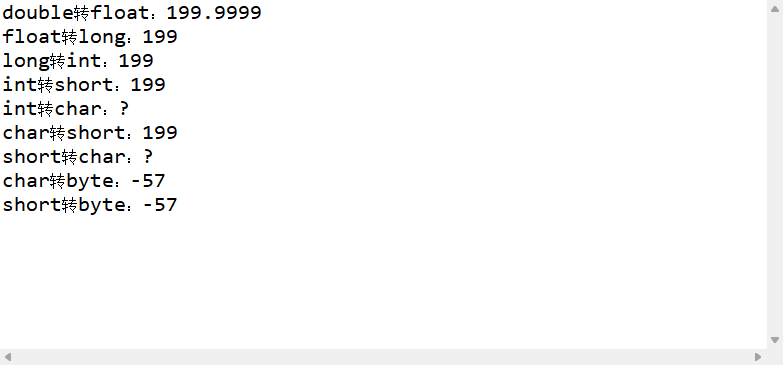 double转float：199.9999
float转long：199
long转int：199
int转short：199
int转char：?
char转short：199
short转char：?
char转byte：-57
short转byte：-57